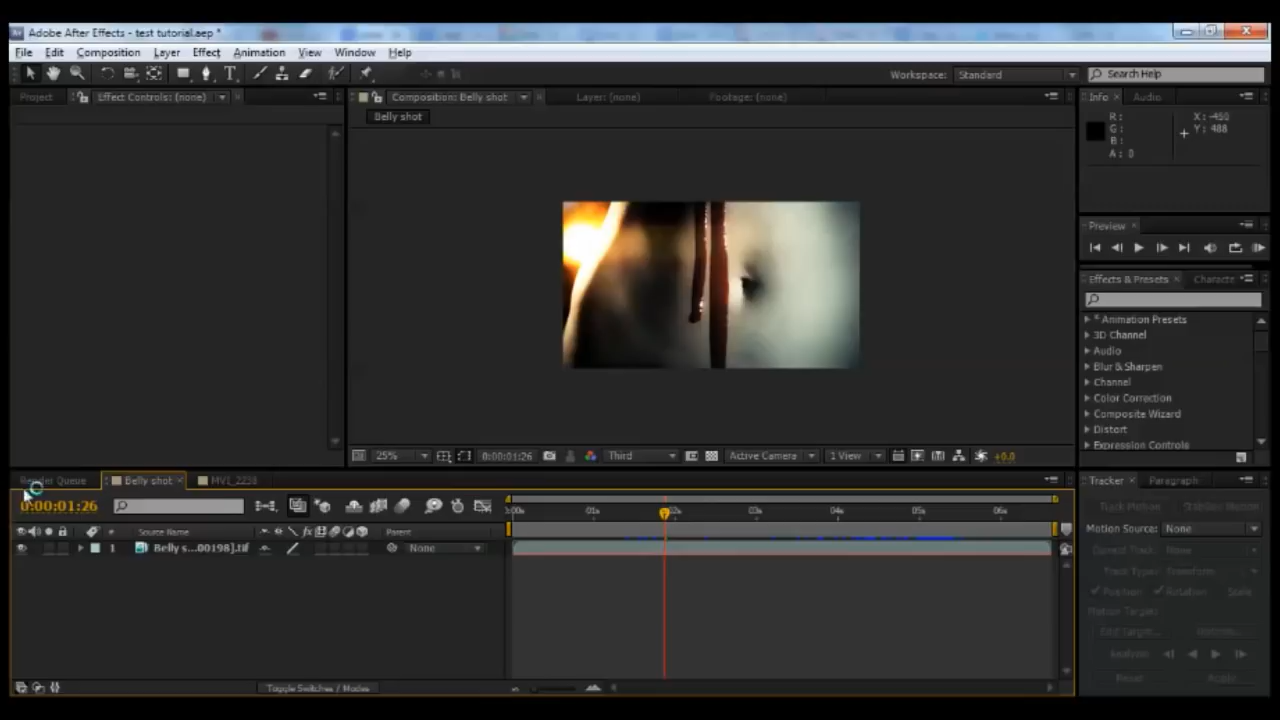 Adobe After Effects - test tutorial.aep *
File Edit Composition Layer Effect Animation View Window Help
Workspace: Standard Search Help
Project Effect Controls: (none) Composition: Belly shot Layer: (none) Footage: (none) Info Audio
Belly shot
R: X: -450
G: Y: 488
B:
A: 0
Preview
Effects & Presets Characte
* Animation Presets
3D Channel
Audio
Blur & Sharpen
Channel
Color Correction
Composite Wizard
Distort
Expression Controls
25% 0:00:01:26 Third Active Camera 1 View +0.0
Render Queue Belly shot MVI_2238 Tracker Paragraph
0:00:01:26
:00s 01s 02s 03s 04s 05s 06s
Track Motion Stabilize Motion
Motion Source: None
# Source Name Parent
1 Belly s...00198].tif None
Current Track: None
Track Type: Transform
Position Rotation Scale
Motion Target:
Edit Target... Options...
Analyze:
Reset Apply
Toggle Switches / Modes